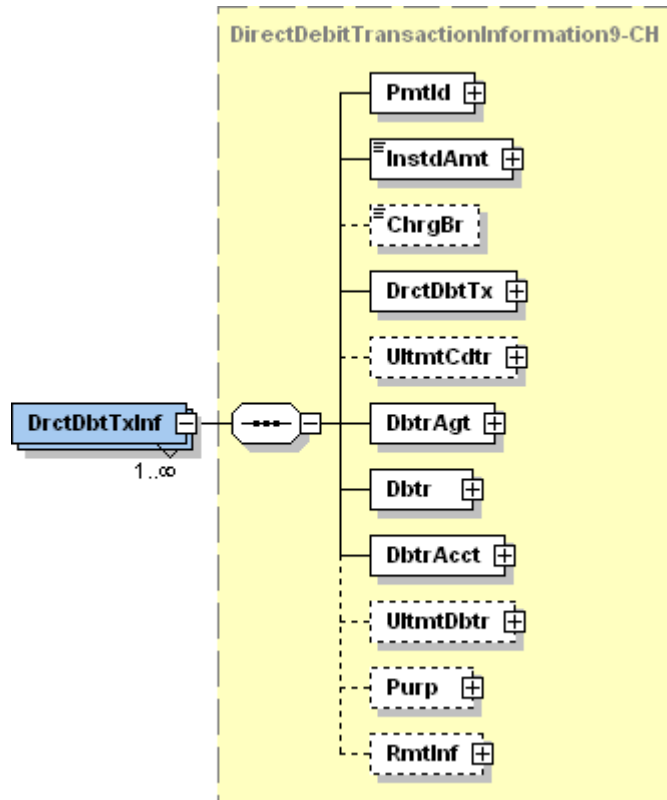 DirectDebitTransactionInformation9-CH
PmtId
InstdAmt
ChrgBr
DrctDbtTx
UltmtCdtr
DrctDbtTxInf
1..∞
DbtrAgt
Dbtr
DbtrAcct
UltmtDbtr
Purp
RmtInf